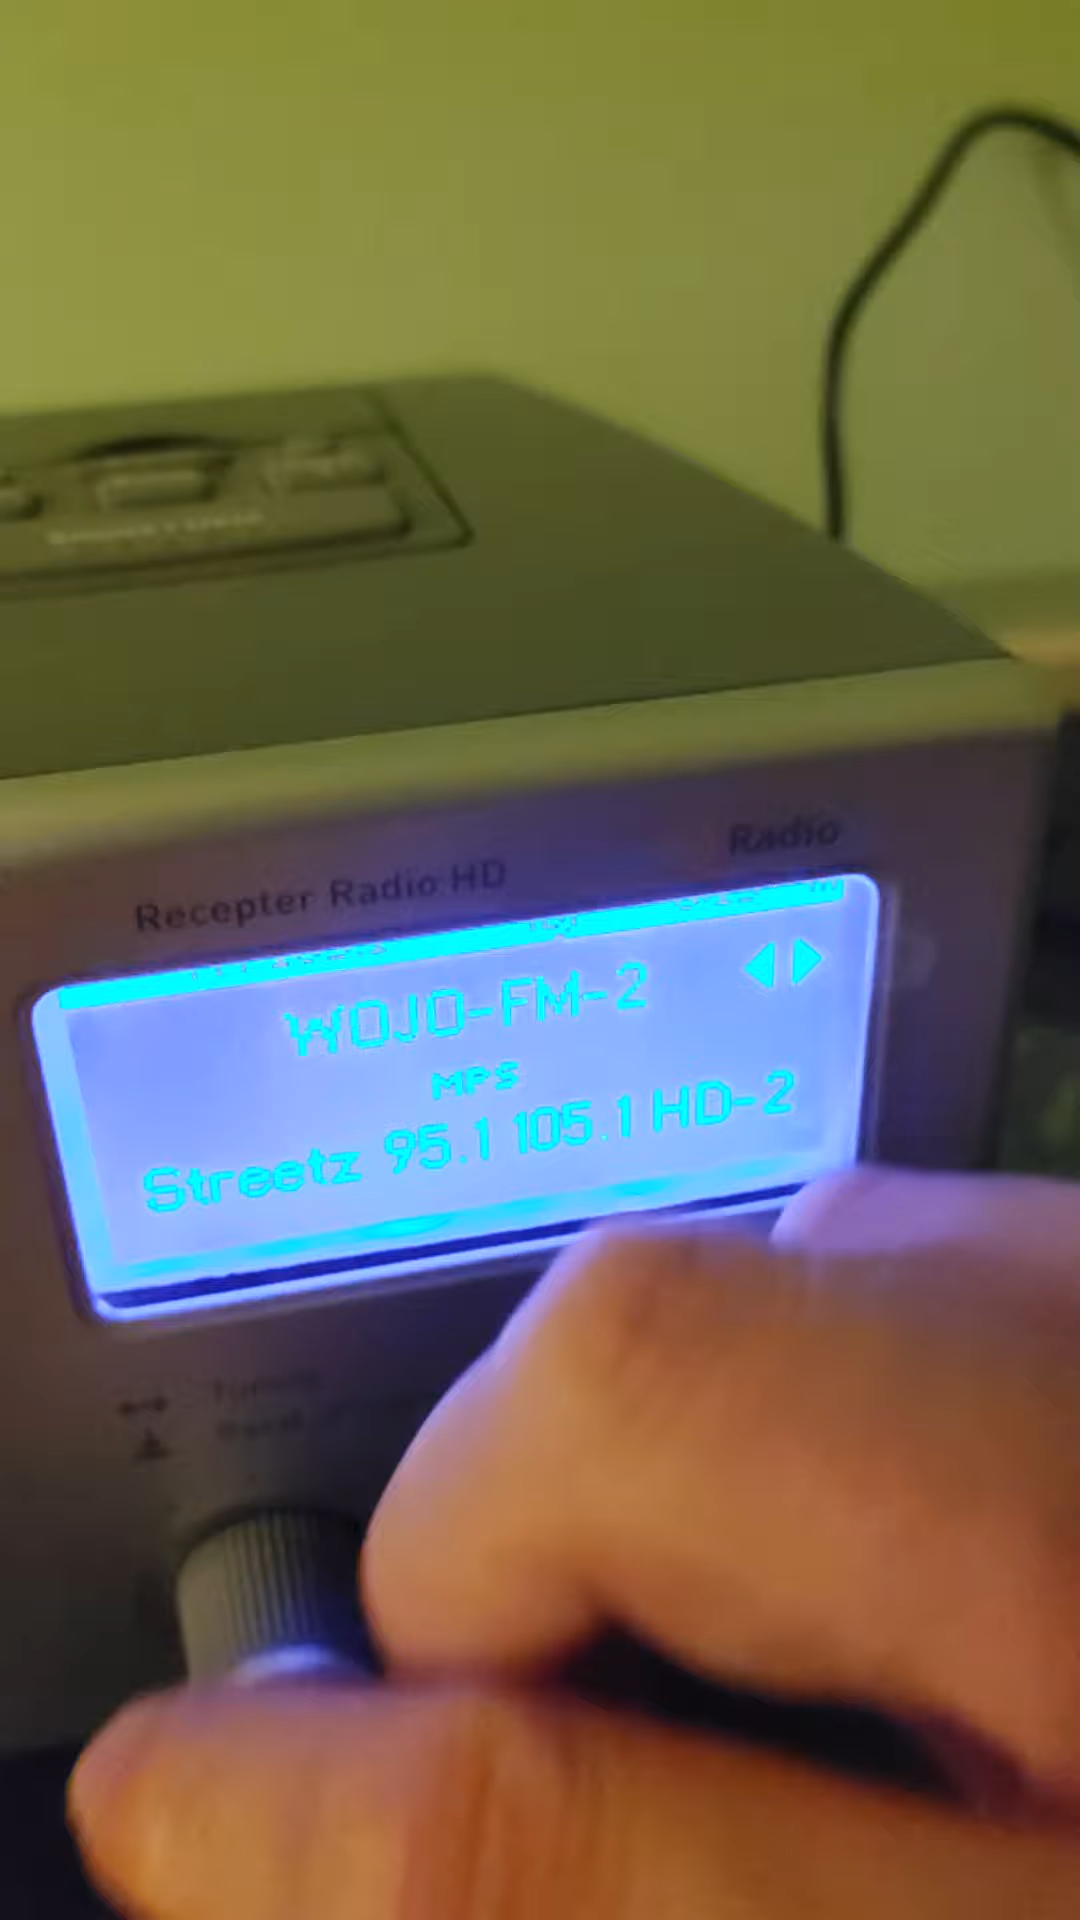 Radio
Recepter Radio HD
WOJO-FM-2
MPS
Streetz 95.1 105.1 HD-2